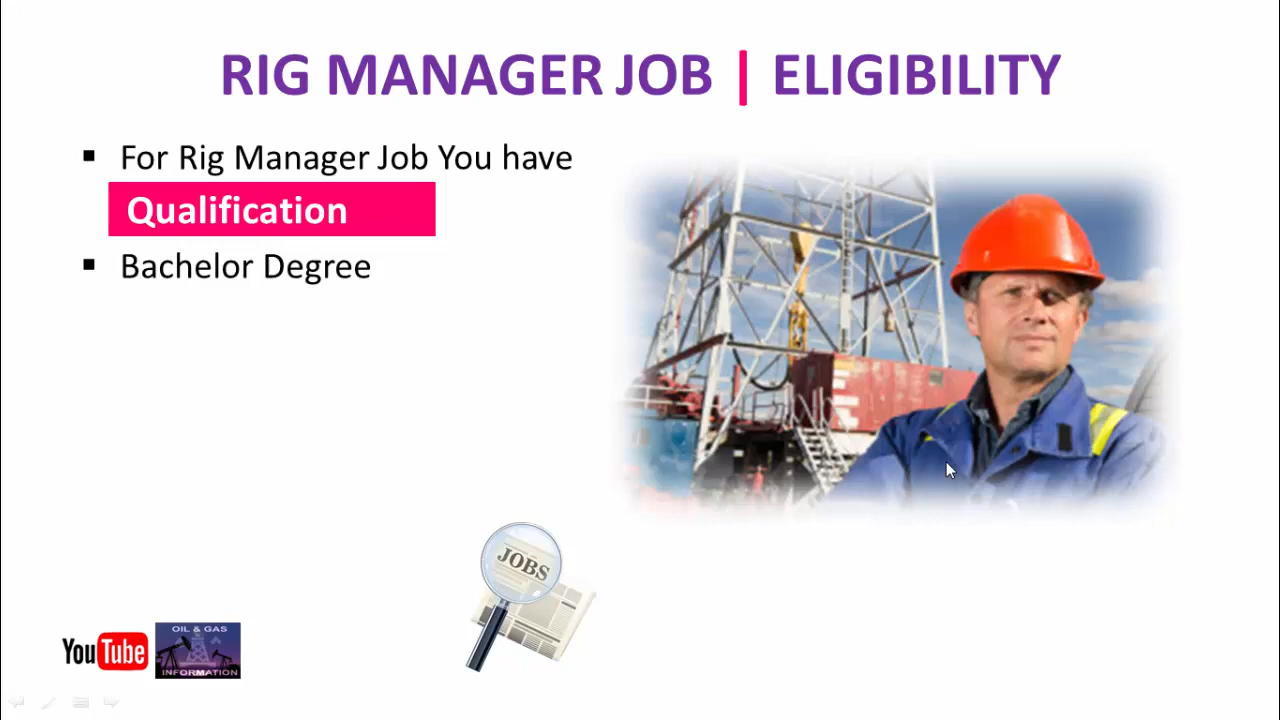 RIG MANAGER JOB | ELIGIBILITY
▪ For Rig Manager Job You have
Qualification
▪ Bachelor Degree
JOBS
YouTube
OIL & GAS
INFORMATION